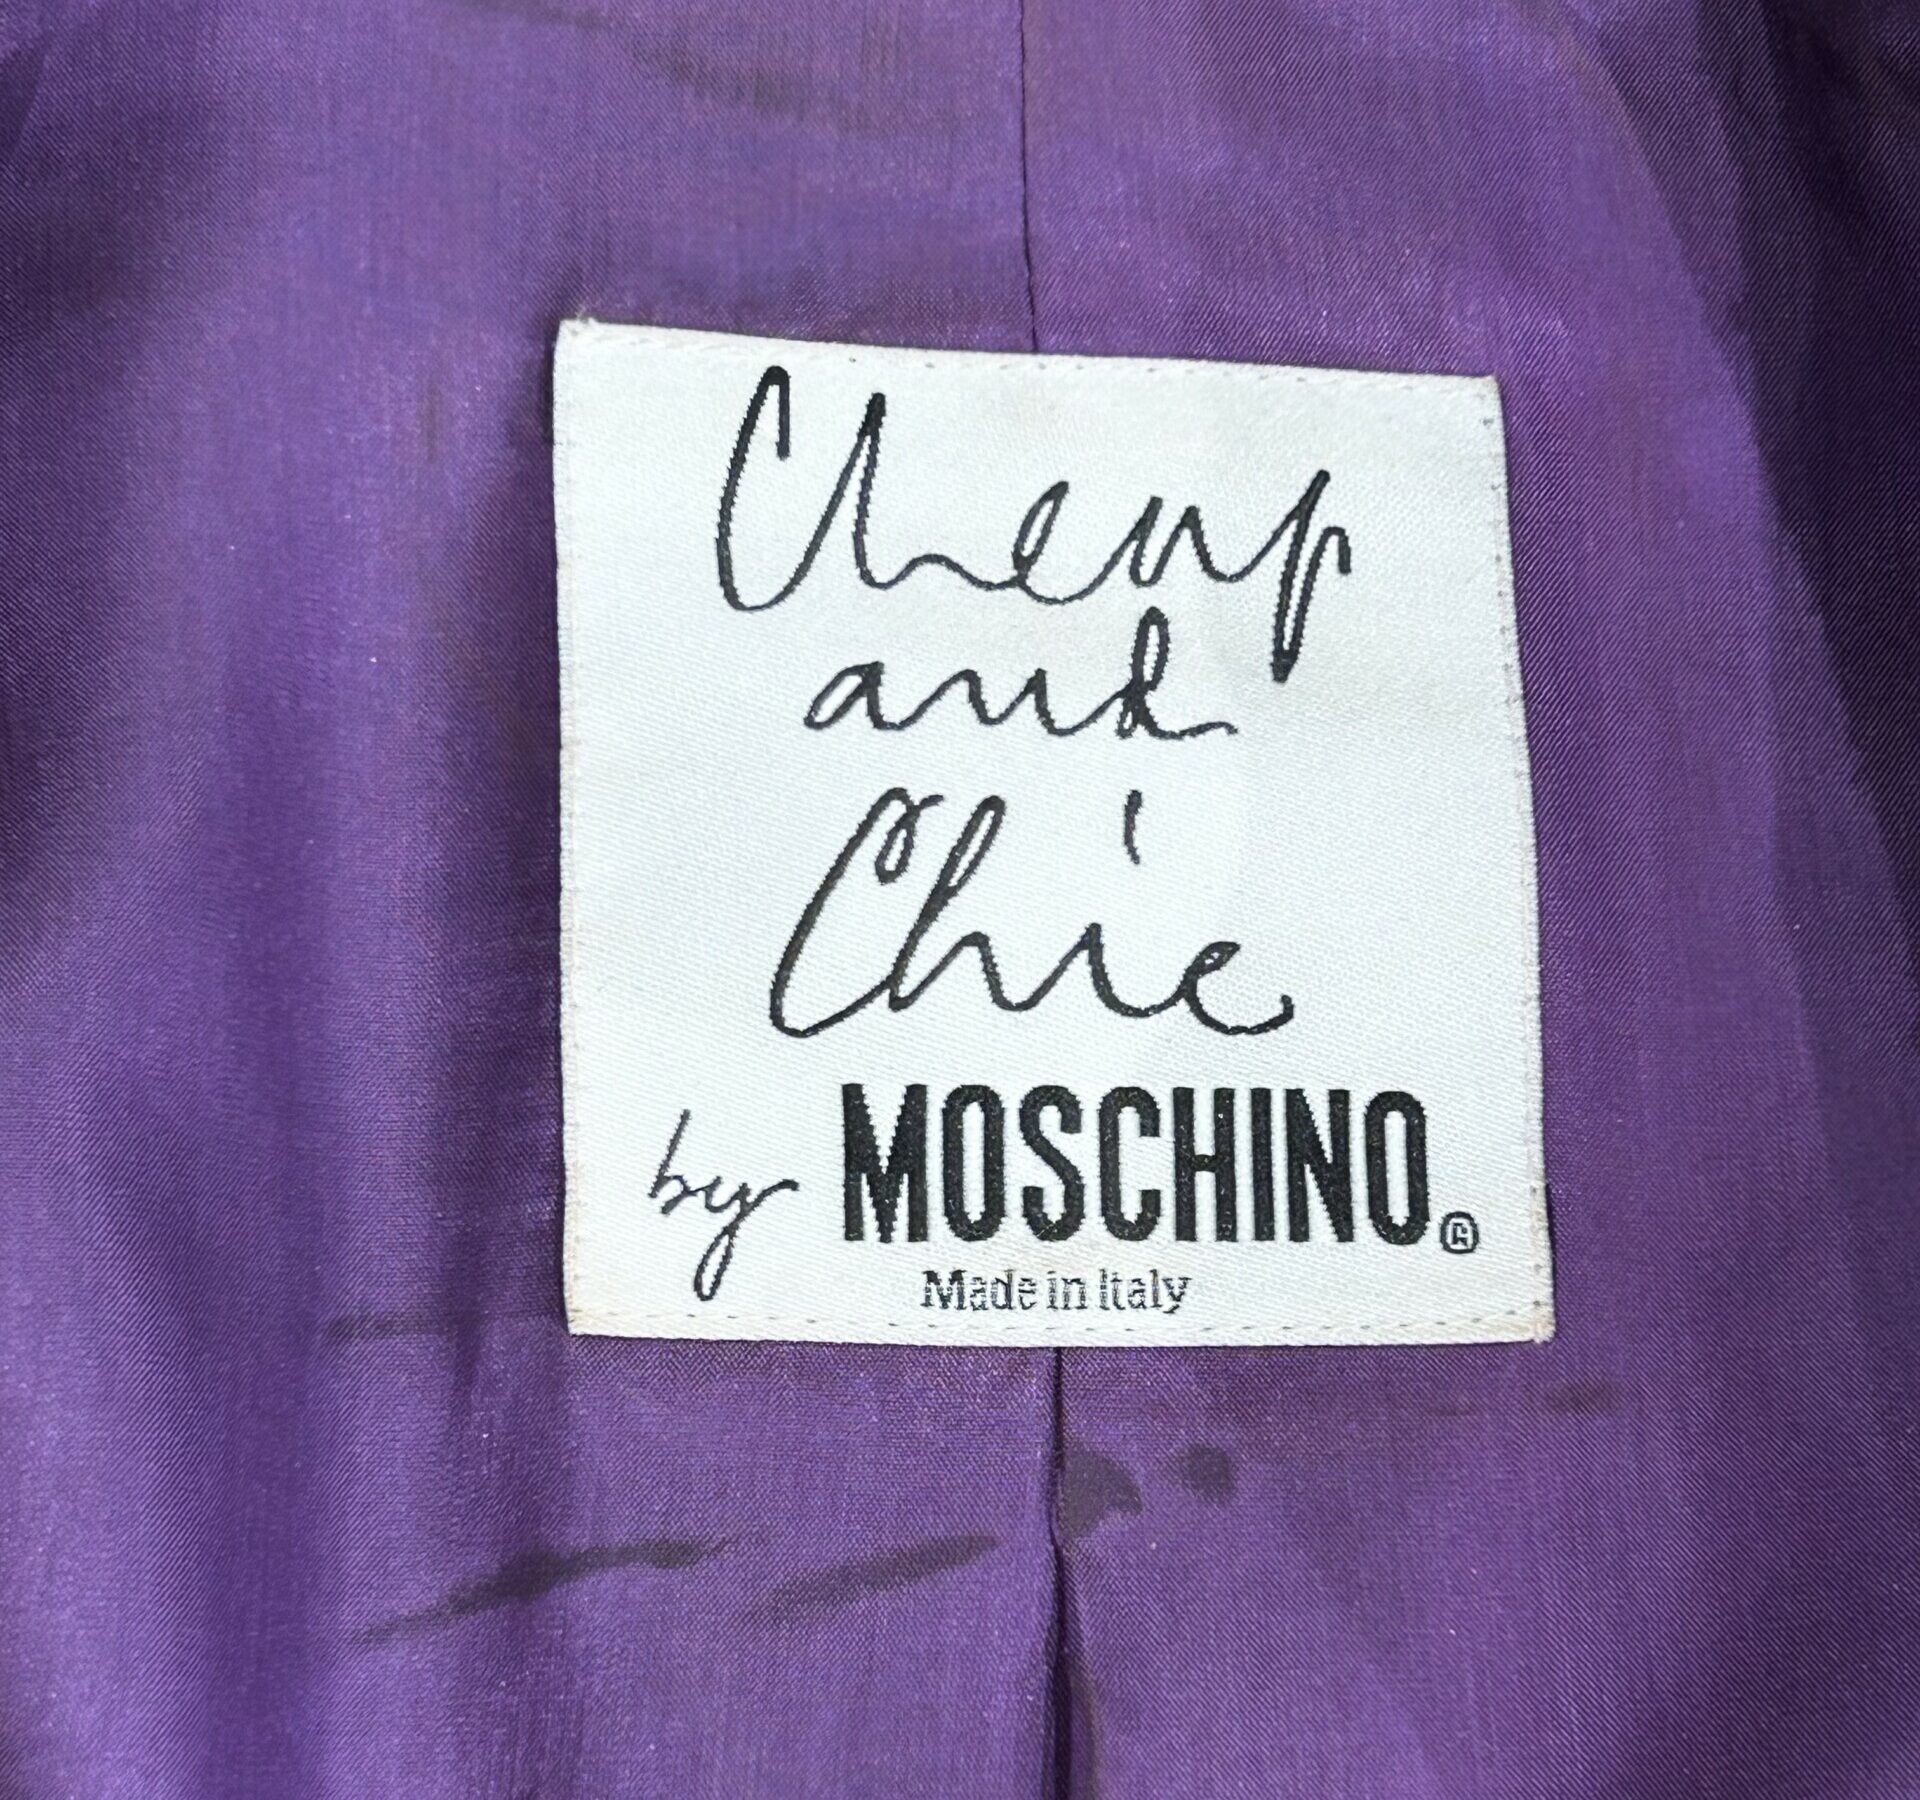 Cheap
and
Chic
by MOSCHINO®
Made in Italy